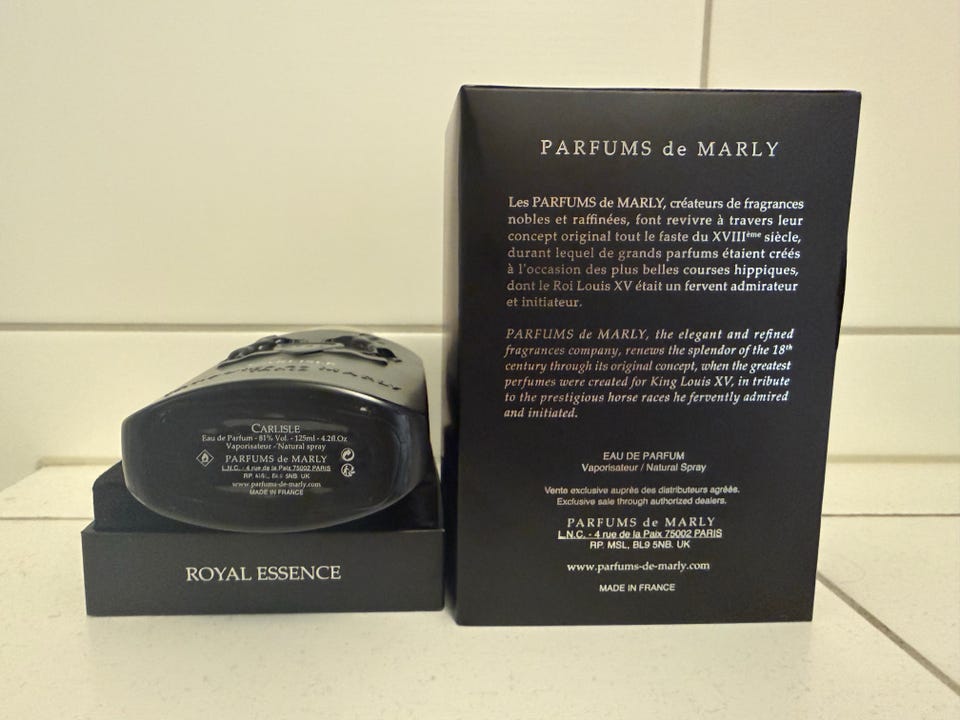 CARLISLE
Eau de Parfum - 81% Vol. - 125ml - 4.2fl.Oz
Vaporisateur - Natural spray
PARFUMS de MARLY
L.N.C. - 4 rue de la Paix 75002 PARIS
RP. MSL, BL9 5NB. UK
www.parfums-de-marly.com
MADE IN FRANCE
ROYAL ESSENCE
PARFUMS de MARLY
Les PARFUMS de MARLY, créateurs de fragrances
nobles et raffinées, font revivre à travers leur
concept original tout le faste du XVIIIème siècle,
durant lequel de grands parfums étaient créés
à l'occasion des plus belles courses hippiques,
dont le Roi Louis XV était un fervent admirateur
et initiateur.
PARFUMS de MARLY, the elegant and refined
fragrances company, renews the splendor of the 18th
century through its original concept, when the greatest
perfumes were created for King Louis XV, in tribute
to the prestigious horse races he fervently admired
and initiated.
EAU DE PARFUM
Vaporisateur / Natural Spray
Vente exclusive auprès des distributeurs agréés.
Exclusive sale through authorized dealers.
PARFUMS de MARLY
L.N.C. - 4 rue de la Paix 75002 PARIS
RP. MSL, BL9 5NB. UK
www.parfums-de-marly.com
MADE IN FRANCE